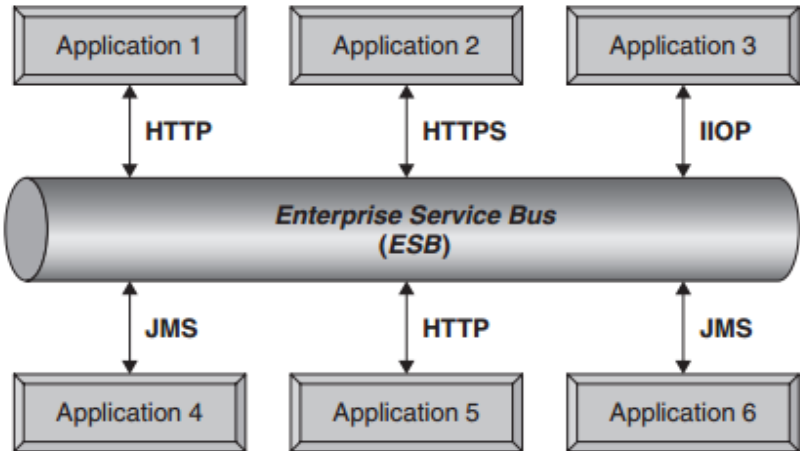 Application 1
Application 2
Application 3
HTTP
HTTPS
IIOP
Enterprise Service Bus
(ESB)
JMS
HTTP
JMS
Application 4
Application 5
Application 6